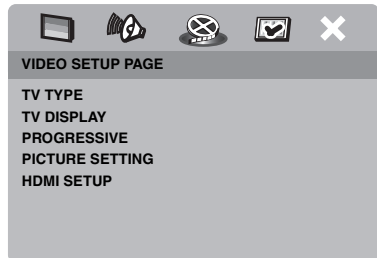 VIDEO SETUP PAGE
TV TYPE
TV DISPLAY
PROGRESSIVE
PICTURE SETTING
HDMI SETUP